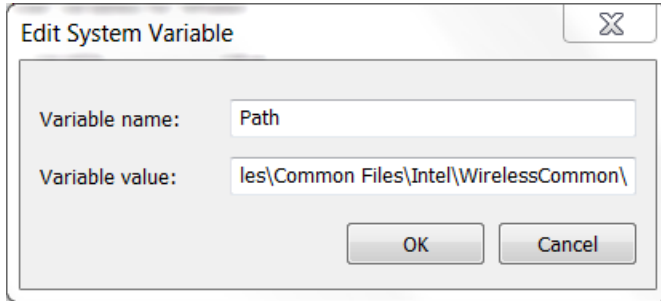 Edit System Variable
Variable name: Path
Variable value: les\Common Files\Intel\WirelessCommon\
OK Cancel